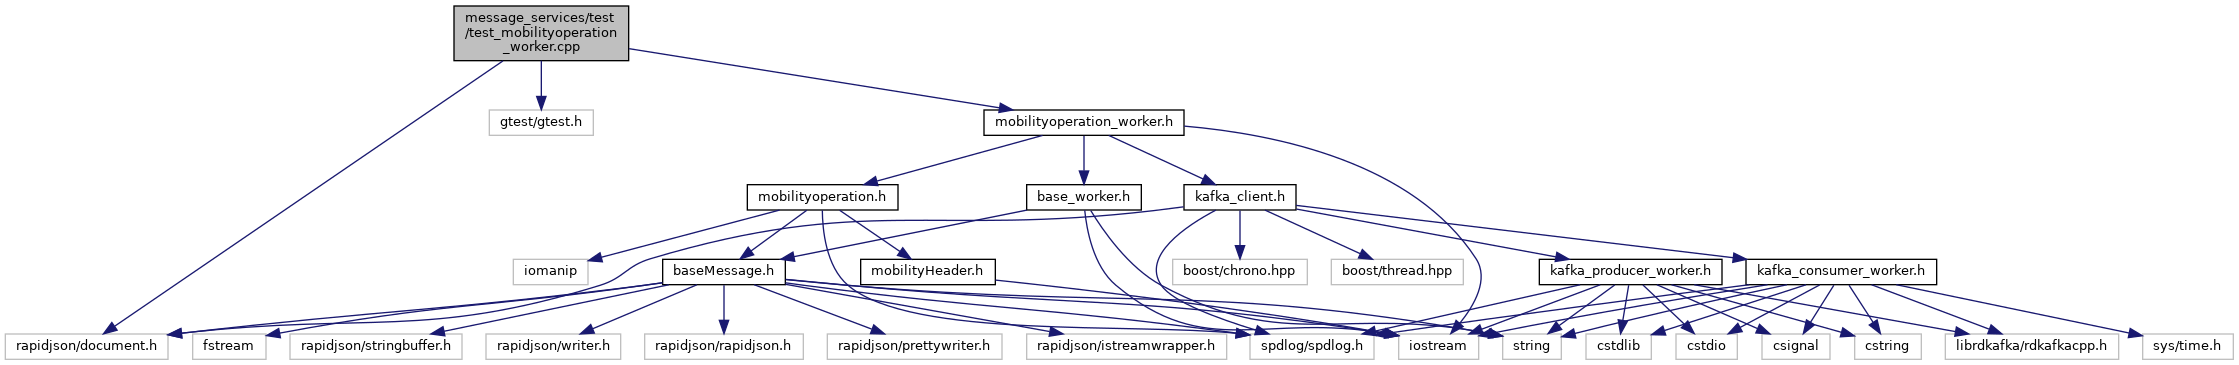 message_services/test
/test_mobilityoperation
_worker.cpp
gtest/gtest.h
mobilityoperation_worker.h
mobilityoperation.h
base_worker.h
kafka_client.h
iomanip
baseMessage.h
mobilityHeader.h
boost/chrono.hpp
boost/thread.hpp
kafka_producer_worker.h
kafka_consumer_worker.h
rapidjson/document.h
fstream
rapidjson/stringbuffer.h
rapidjson/writer.h
rapidjson/rapidjson.h
rapidjson/prettywriter.h
rapidjson/istreamwrapper.h
spdlog/spdlog.h
iostream
string
cstdlib
cstdio
csignal
cstring
librdkafka/rdkafkacpp.h
sys/time.h